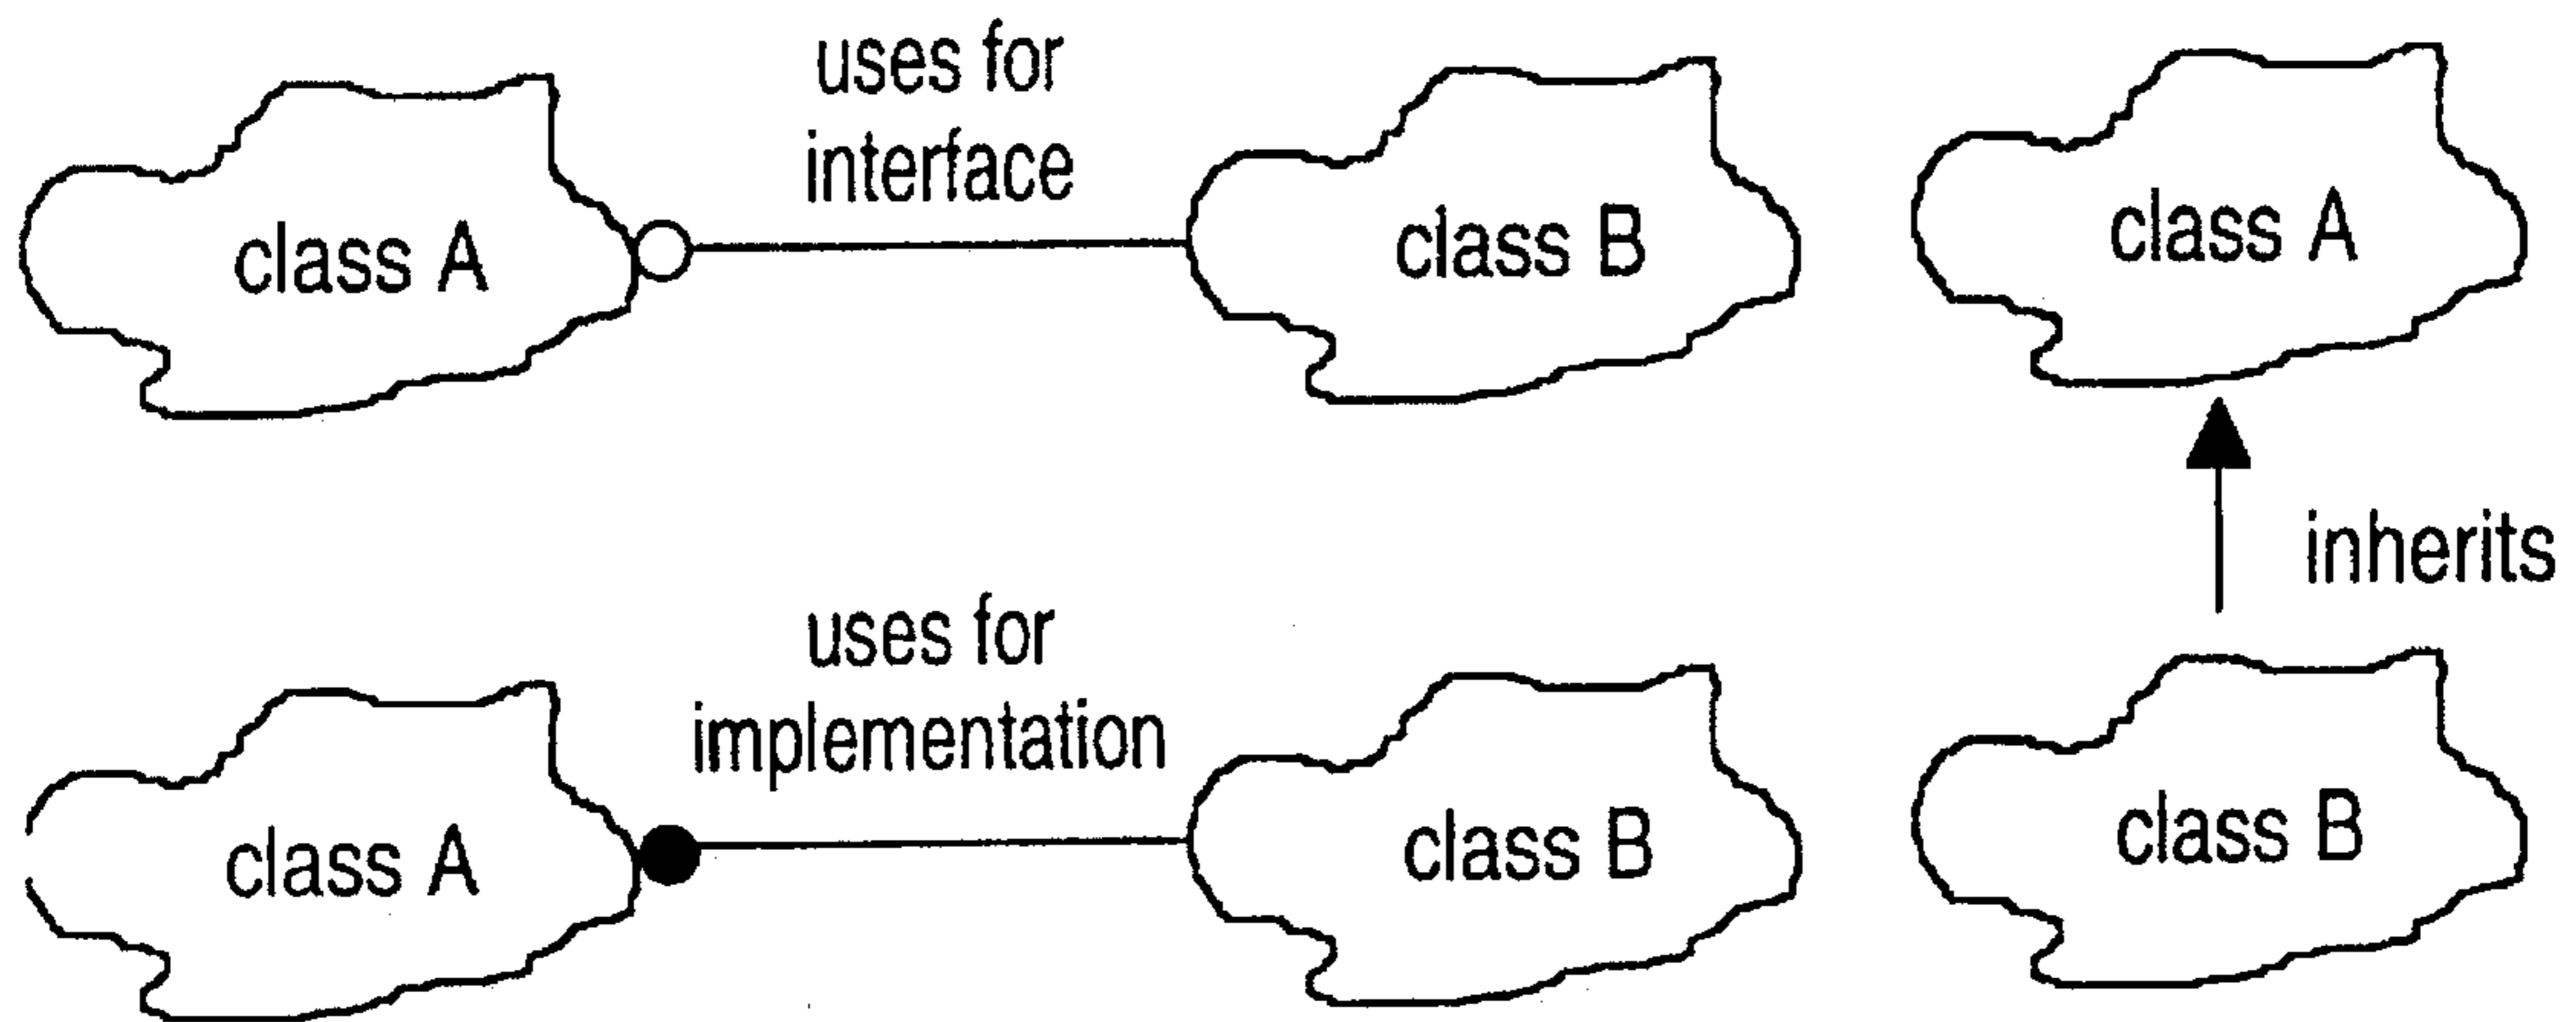 uses for
interface
class A
class B
class A
inherits
uses for
implementation
class A
class B
class B